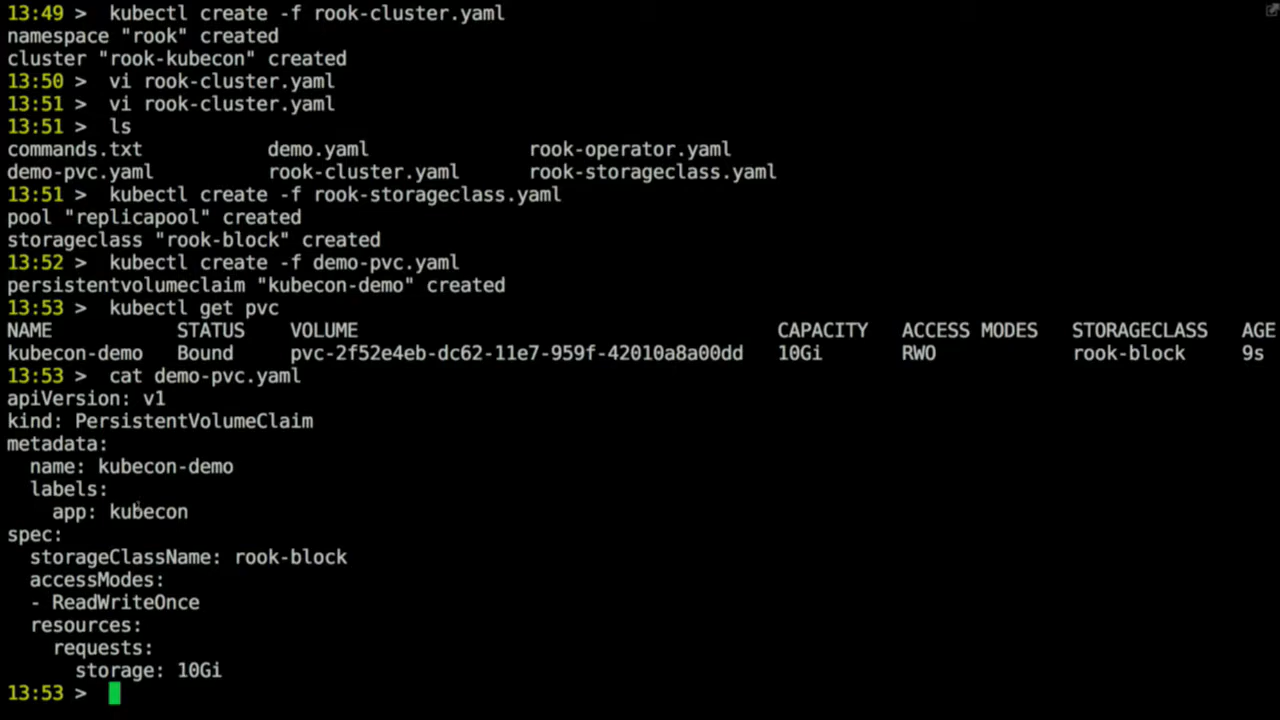 13:49 >  kubectl create -f rook-cluster.yaml
namespace "rook" created
cluster "rook-kubecon" created
13:50 >  vi rook-cluster.yaml
13:51 >  vi rook-cluster.yaml
13:51 >  ls
commands.txt demo.yaml rook-operator.yaml
demo-pvc.yaml rook-cluster.yaml rook-storageclass.yaml
13:51 >  kubectl create -f rook-storageclass.yaml
pool "replicapool" created
storageclass "rook-block" created
13:52 >  kubectl create -f demo-pvc.yaml
persistentvolumeclaim "kubecon-demo" created
13:53 >  kubectl get pvc
NAME STATUS VOLUME CAPACITY ACCESS MODES STORAGECLASS AGE
kubecon-demo Bound pvc-2f52e4eb-dc62-11e7-959f-42010a8a00dd 10Gi RWO rook-block 9s
13:53 >  cat demo-pvc.yaml
apiVersion: v1
kind: PersistentVolumeClaim
metadata:
  name: kubecon-demo
  labels:
    app: kubecon
spec:
  storageClassName: rook-block
  accessModes:
  - ReadWriteOnce
  resources:
    requests:
      storage: 10Gi
13:53 >